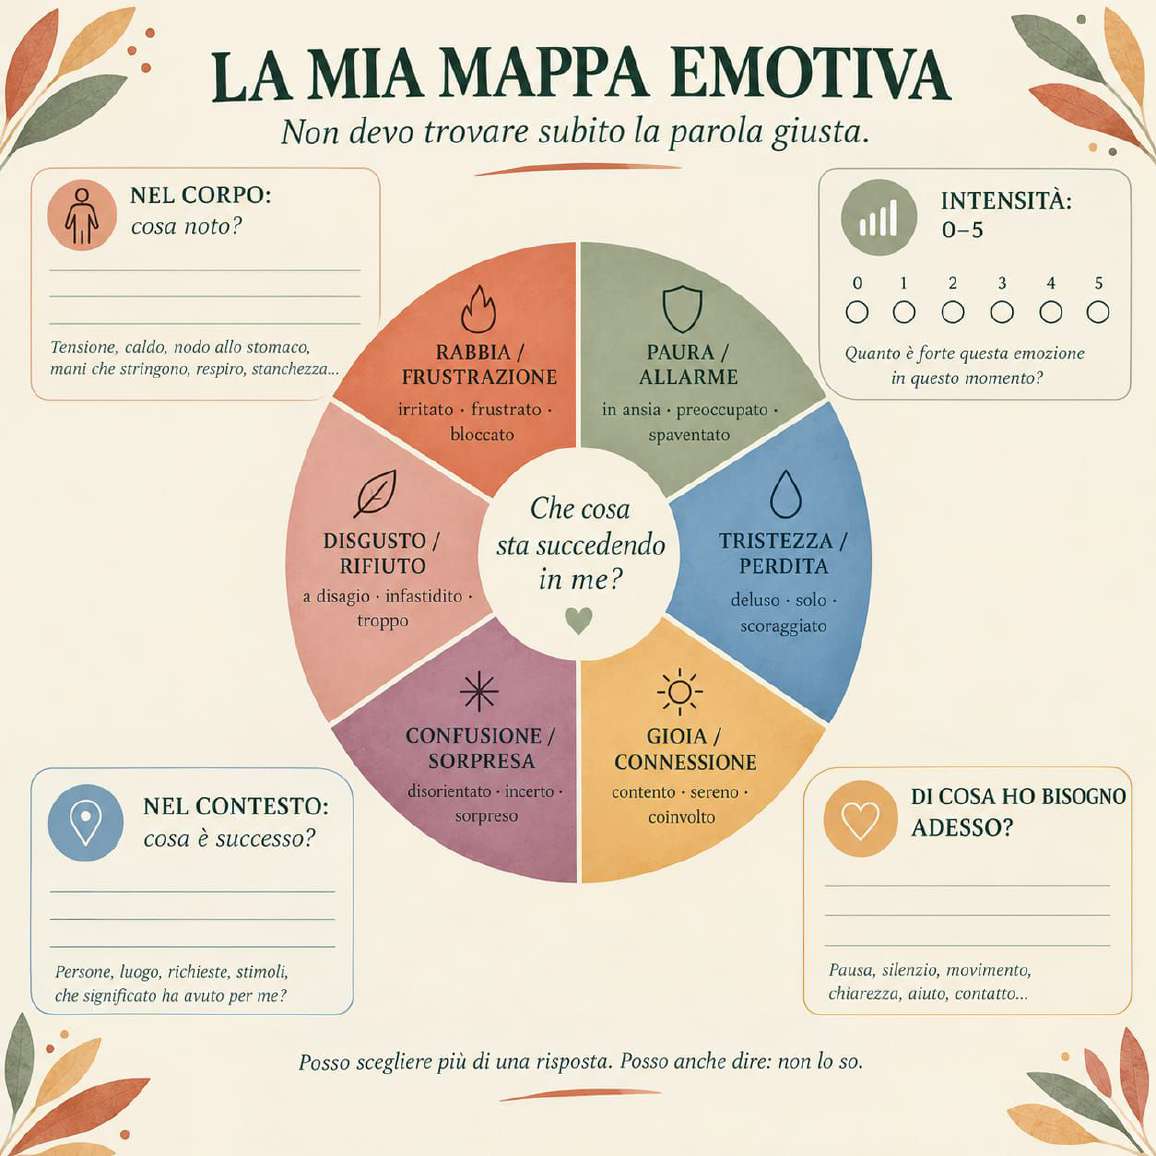 LA MIA MAPPA EMOTIVA
Non devo trovare subito la parola giusta.
NEL CORPO:
cosa noto?
Tensione, caldo, nodo allo stomaco,
mani che stringono, respiro, stanchezza...
INTENSITÀ:
0–5
0 1 2 3 4 5
Quanto è forte questa emozione
in questo momento?
RABBIA /
FRUSTRAZIONE
irritato · frustrato ·
bloccato
PAURA /
ALLARME
in ansia · preoccupato ·
spaventato
DISGUSTO /
RIFIUTO
a disagio · infastidito ·
troppo
Che cosa
sta succedendo
in me?
TRISTEZZA /
PERDITA
deluso · solo ·
scoraggiato
CONFUSIONE /
SORPRESA
disorientato · incerto ·
sorpreso
GIOIA /
CONNESSIONE
contento · sereno ·
coinvolto
NEL CONTESTO:
cosa è successo?
Persone, luogo, richieste, stimoli,
che significato ha avuto per me?
DI COSA HO BISOGNO
ADESSO?
Pausa, silenzio, movimento,
chiarezza, aiuto, contatto...
Posso scegliere più di una risposta. Posso anche dire: non lo so.